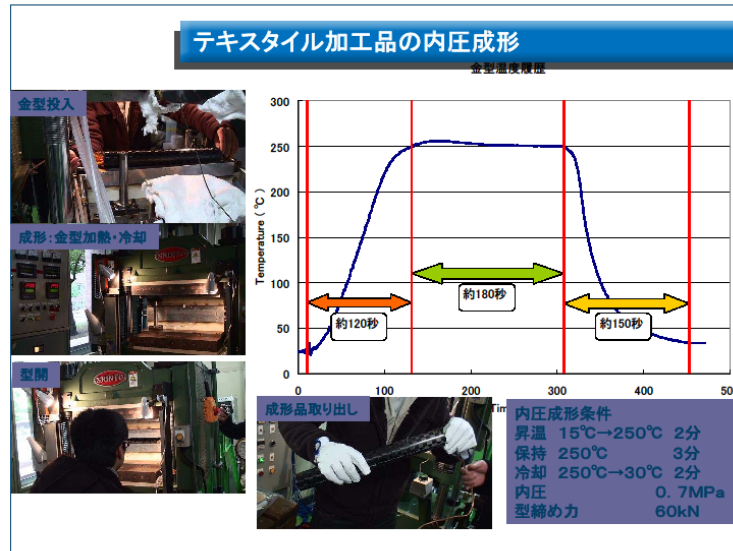 テキスタイル加工品の内圧成形
金型温度履歴
金型投入
成形:金型加熱・冷却
型開
成形品取り出し
Temperature (℃)
300
250
200
150
100
50
0
0
100
200
300
400
500
約120秒
約180秒
約150秒
内圧成形条件
昇温 15℃→250℃ 2分
保持 250℃ 3分
冷却 250℃→30℃ 2分
内圧 0. 7MPa
型締め力 60kN